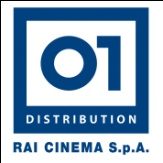 01
DISTRIBUTION
RAI CINEMA S.p.A.